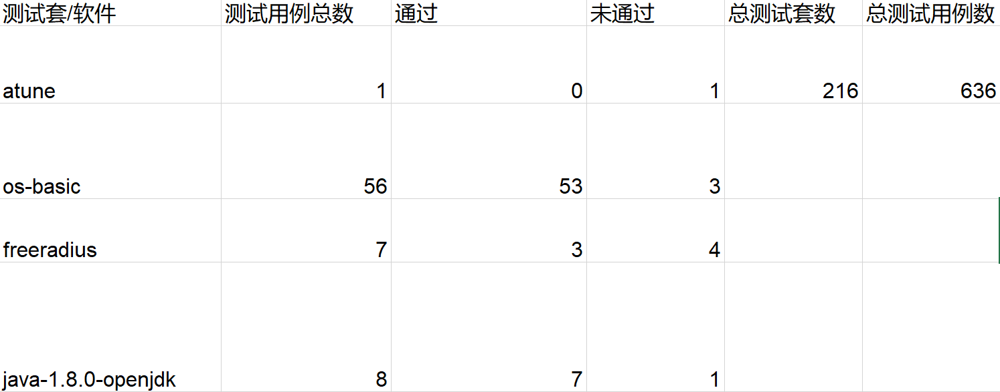 测试套/软件 测试用例总数 通过 未通过 总测试套数 总测试用例数
atune 1 0 1 216 636
os-basic 56 53 3
freeradius 7 3 4
java-1.8.0-openjdk 8 7 1